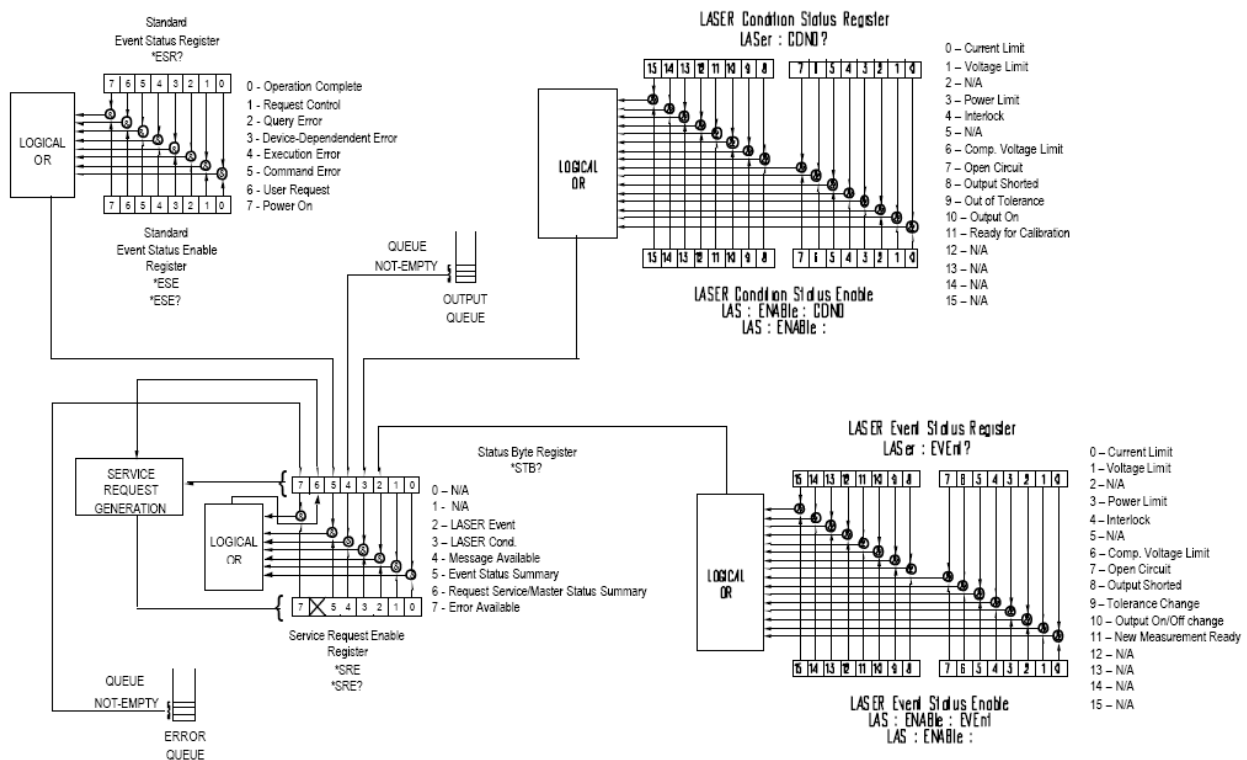 Standard
Event Status Register
*ESR?
7 6 5 4 3 2 1 0
0 - Operation Complete
1 - Request Control
2 - Query Error
3 - Device-Dependendent Error
4 - Execution Error
5 - Command Error
6 - User Request
7 - Power On
LOGICAL
OR
7 6 5 4 3 2 1 0
Standard
Event Status Enable
Register
*ESE
*ESE?
QUEUE
NOT-EMPTY
OUTPUT
QUEUE
LASER Condition Status Register
LASer : COND?
15 14 13 12 11 10 9 8 7 6 5 4 3 2 1 0
0 – Current Limit
1 – Voltage Limit
2 – N/A
3 – Power Limit
4 – Interlock
5 – N/A
6 – Comp. Voltage Limit
7 – Open Circuit
8 – Output Shorted
9 – Out of Tolerance
10 – Output On
11 – Ready for Calibration
12 – N/A
13 – N/A
14 – N/A
15 – N/A
LOGICAL
OR
15 14 13 12 11 10 9 8 7 6 5 4 3 2 1 0
LASER Condition Status Enable
LAS : ENABle : COND
LAS : ENABle :
SERVICE
REQUEST
GENERATION
Status Byte Register
*STB?
7 6 5 4 3 2 1 0
0 – N/A
1 – N/A
2 – LASER Event
3 – LASER Cond.
4 – Message Available
5 – Event Status Summary
6 – Request Service/Master Status Summary
7 – Error Available
LOGICAL
OR
7 5 4 3 2 1 0
Service Request Enable
Register
*SRE
*SRE?
QUEUE
NOT-EMPTY
ERROR
QUEUE
LASER Event Status Register
LASer : EVEnt?
15 14 13 12 11 10 9 8 7 6 5 4 3 2 1 0
0 – Current Limit
1 – Voltage Limit
2 – N/A
3 – Power Limit
4 – Interlock
5 – N/A
6 – Comp. Voltage Limit
7 – Open Circuit
8 – Output Shorted
9 – Tolerance Change
10 – Output On/Off change
11 – New Measurement Ready
12 – N/A
13 – N/A
14 – N/A
15 – N/A
LOGICAL
OR
15 14 13 12 11 10 9 8 7 6 5 4 3 2 1 0
LASER Event Status Enable
LAS : ENABle : EVEnt
LAS : ENABle :